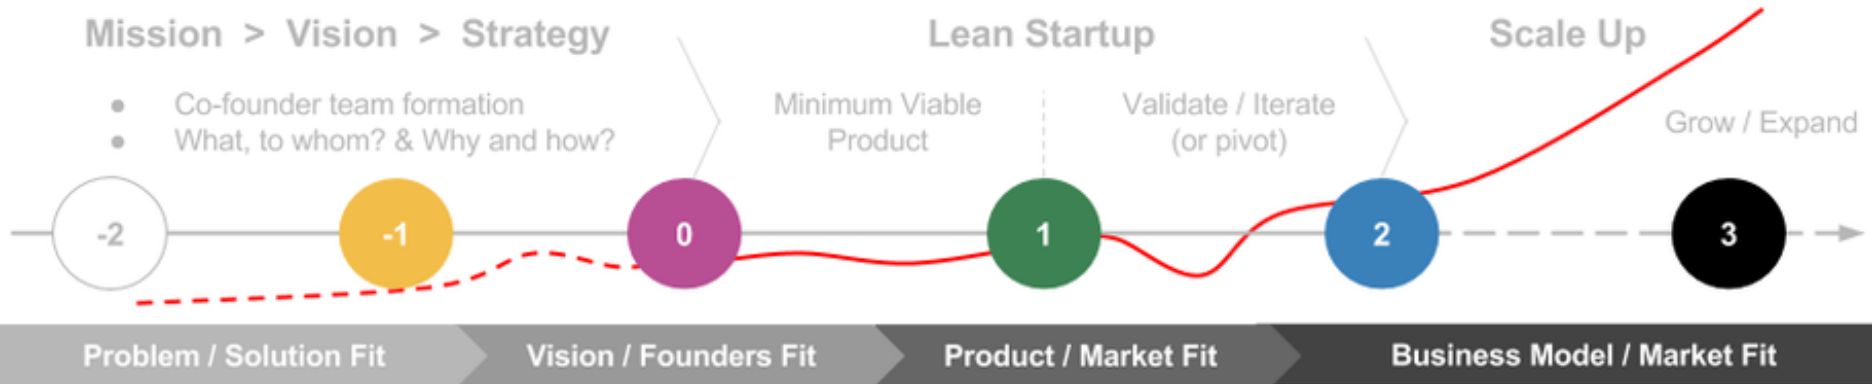 Mission > Vision > Strategy
Lean Startup
Scale Up
• Co-founder team formation
• What, to whom? & Why and how?
Minimum Viable
Product
Validate / Iterate
(or pivot)
Grow / Expand
-2
-1
0
1
2
3
Problem / Solution Fit
Vision / Founders Fit
Product / Market Fit
Business Model / Market Fit